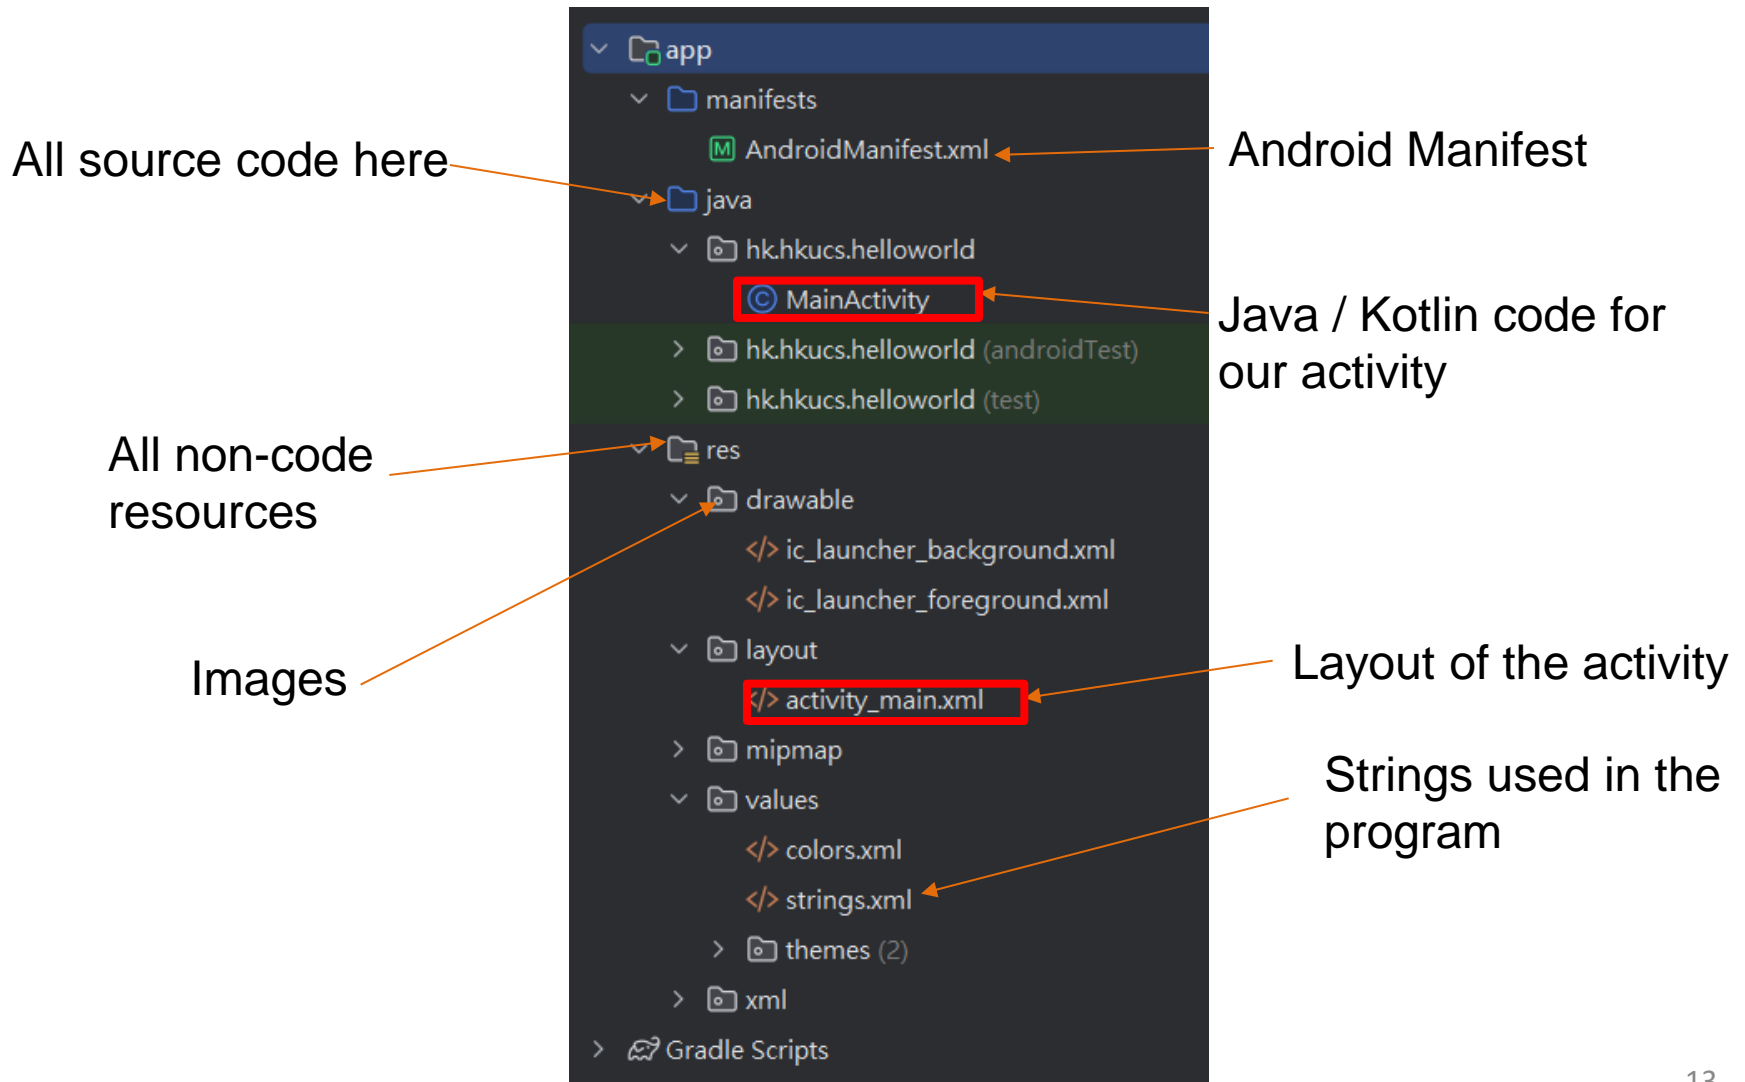 app
manifests
AndroidManifest.xml
Android Manifest
All source code here
java
hk.hkucs.helloworld
MainActivity
Java / Kotlin code for
our activity
hk.hkucs.helloworld (androidTest)
hk.hkucs.helloworld (test)
All non-code
resources
res
drawable
ic_launcher_background.xml
ic_launcher_foreground.xml
Images
layout
Layout of the activity
activity_main.xml
mipmap
Strings used in the
program
values
colors.xml
strings.xml
themes (2)
xml
Gradle Scripts
13